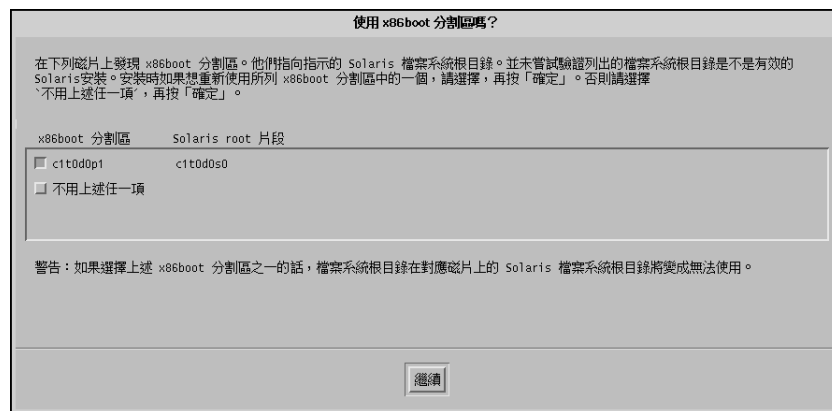 使用 x86boot 分割區嗎？
在下列磁片上發現 x86boot 分割區。他們指向指示的 Solaris 檔案系統根目錄。並未嘗試驗證列出的檔案系統根目錄是不是有效的
Solaris安裝。安裝時如果想重新使用所列 x86boot 分割區中的一個，請選擇，再按「確定」。否則請選擇
`不用上述任一項´，再按「確定」。
x86boot 分割區 Solaris root 片段
c1t0d0p1 c1t0d0s0
不用上述任一項
警告：如果選擇上述 x86boot 分割區之一的話，檔案系統根目錄在對應磁片上的 Solaris 檔案系統根目錄將變成無法使用。
繼續